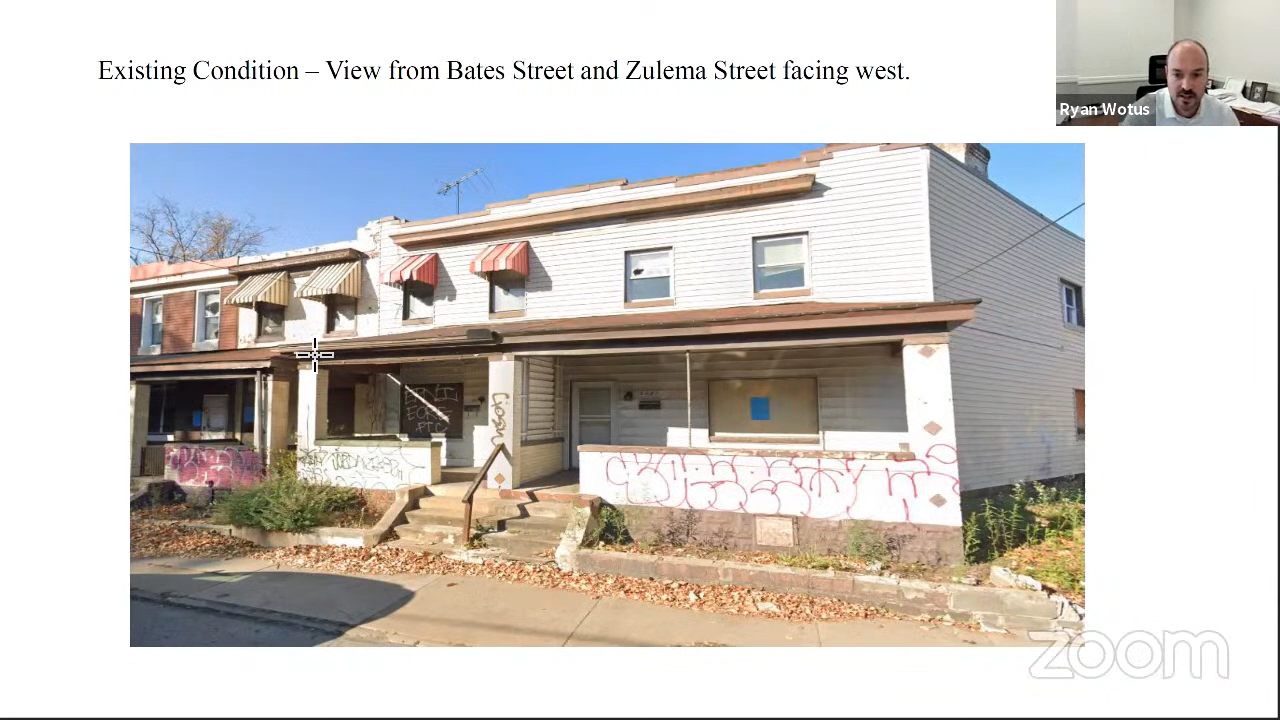 Existing Condition – View from Bates Street and Zulema Street facing west.
Ryan Wotus
zoom